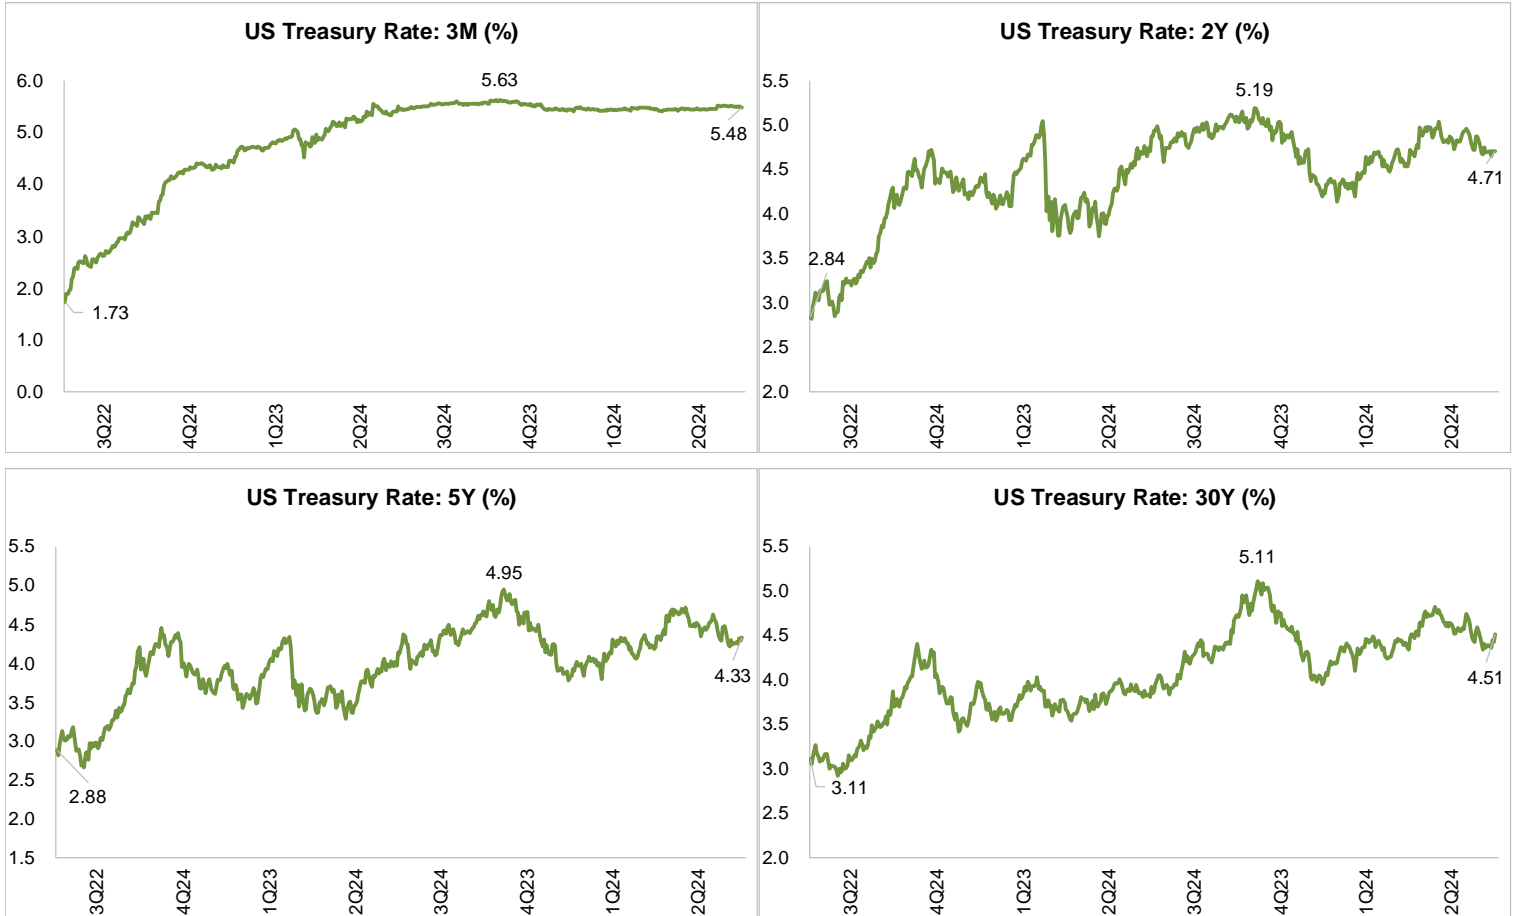 US Treasury Rate: 3M (%)
6.0
5.0
4.0
3.0
2.0
1.0
0.0
5.63
5.48
1.73
3Q22
4Q24
1Q23
2Q24
3Q24
4Q23
1Q24
2Q24
US Treasury Rate: 2Y (%)
5.5
5.0
4.5
4.0
3.5
3.0
2.5
2.0
5.19
4.71
2.84
3Q22
4Q24
1Q23
2Q24
3Q24
4Q23
1Q24
2Q24
US Treasury Rate: 5Y (%)
5.5
5.0
4.5
4.0
3.5
3.0
2.5
2.0
1.5
4.95
4.33
2.88
3Q22
4Q24
1Q23
2Q24
3Q24
4Q23
1Q24
2Q24
US Treasury Rate: 30Y (%)
5.5
5.0
4.5
4.0
3.5
3.0
2.5
2.0
5.11
4.51
3.11
3Q22
4Q24
1Q23
2Q24
3Q24
4Q23
1Q24
2Q24